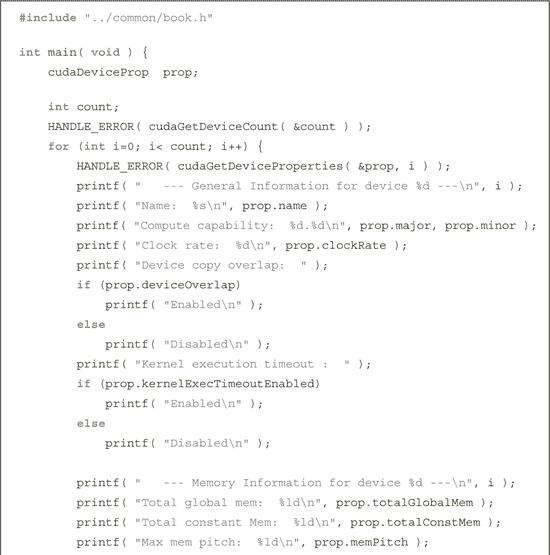 #include "../common/book.h"
int main( void ) {
cudaDeviceProp  prop;
int count;
HANDLE_ERROR( cudaGetDeviceCount( &count ) );
for (int i=0; i< count; i++) {
HANDLE_ERROR( cudaGetDeviceProperties( &prop, i ) );
printf( "   --- General Information for device %d ---\n", i );
printf( "Name:  %s\n", prop.name );
printf( "Compute capability:  %d.%d\n", prop.major, prop.minor );
printf( "Clock rate:  %d\n", prop.clockRate );
printf( "Device copy overlap:  " );
if (prop.deviceOverlap)
printf( "Enabled\n" );
else
printf( "Disabled\n" );
printf( "Kernel execution timeout :  " );
if (prop.kernelExecTimeoutEnabled)
printf( "Enabled\n" );
else
printf( "Disabled\n" );
printf( "   --- Memory Information for device %d ---\n", i );
printf( "Total global mem:  %ld\n", prop.totalGlobalMem );
printf( "Total constant Mem:  %ld\n", prop.totalConstMem );
printf( "Max mem pitch:  %ld\n", prop.memPitch );